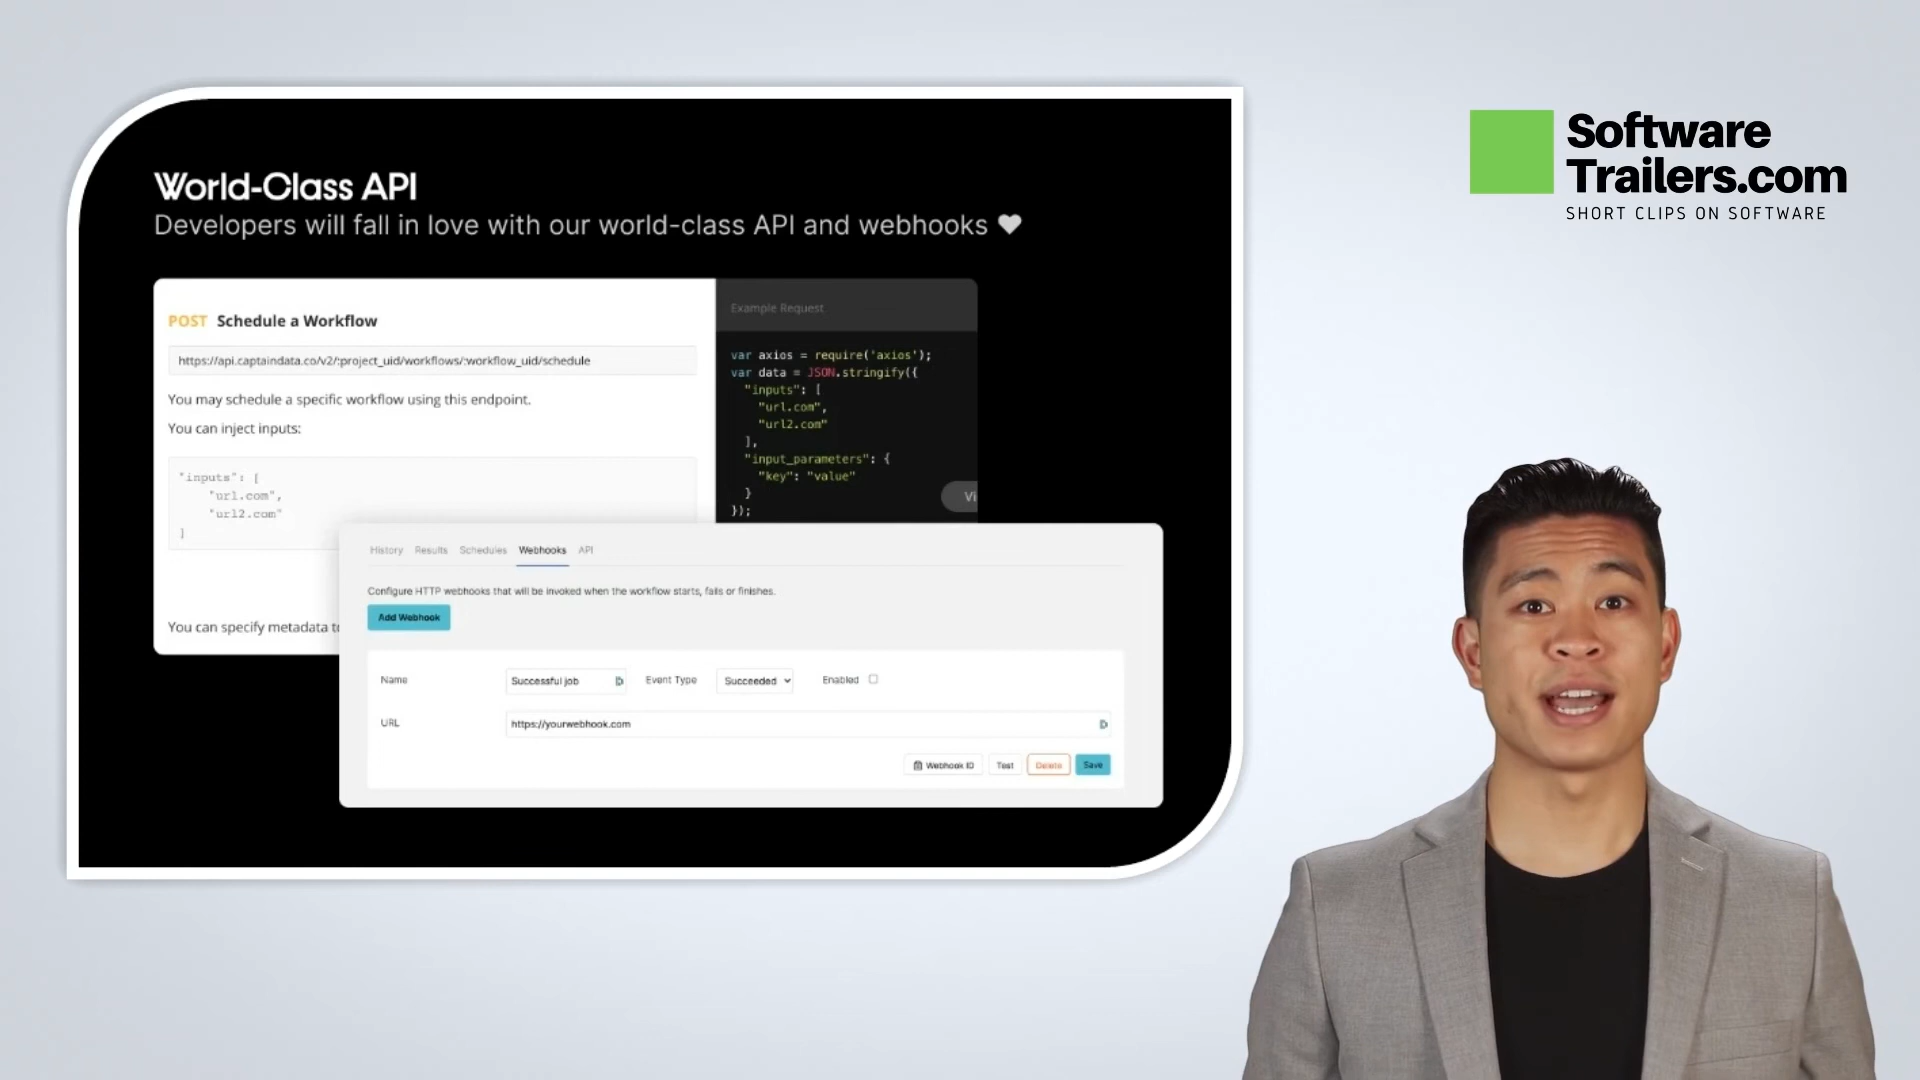 World-Class API
Developers will fall in love with our world-class API and webhooks
Software
Trailers.com
SHORT CLIPS ON SOFTWARE
POST Schedule a Workflow
https://api.captaindata.co/v2/:project_uid/workflows/:workflow_uid/schedule
You may schedule a specific workflow using this endpoint.
You can inject inputs:
"inputs": [
"url.com",
"url2.com"
]
You can specify metadata
Example Request
var axios = require('axios');
var data = JSON.stringify({
"inputs": [
"url.com",
"url2.com"
],
"input_parameters": {
"key": "value"
}
});
History Results Schedules Webhooks API
Configure HTTP webhooks that will be invoked when the workflow starts, fails or finishes.
Add Webhook
Name Successful job Event Type Succeeded Enabled
URL https://yourwebhook.com
Webhook ID Test Delete Save